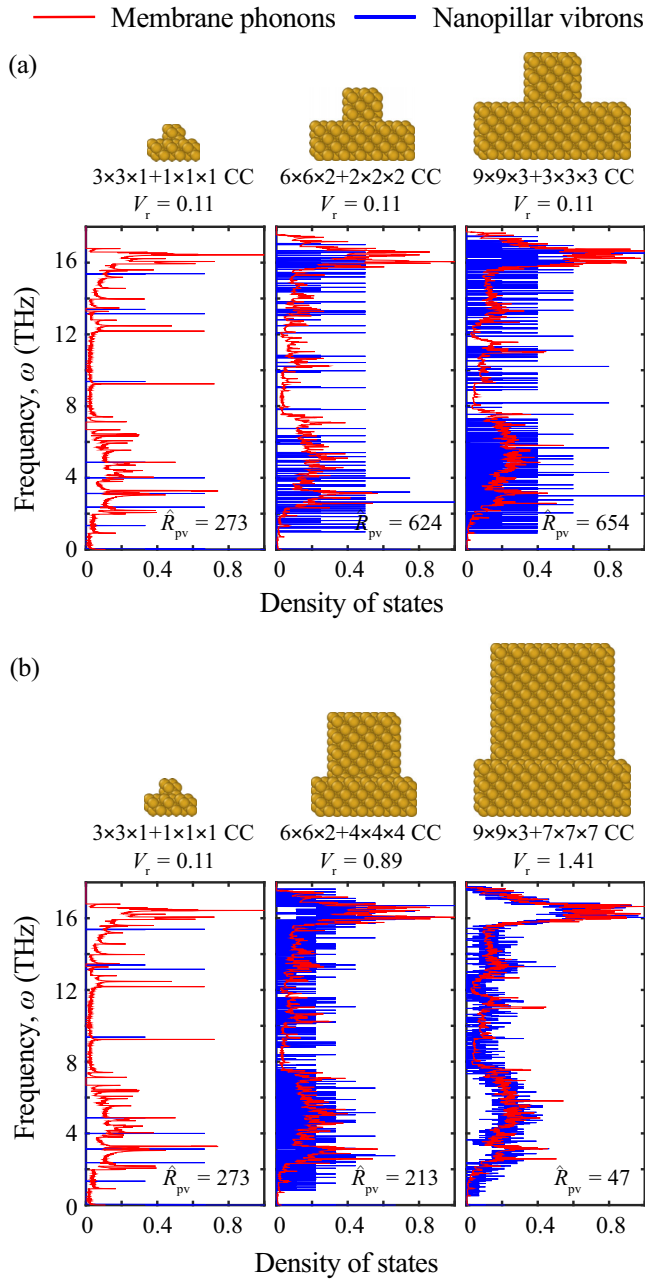 Membrane phonons Nanopillar vibrons
(a)
3×3×1+1×1×1 CC 6×6×2+2×2×2 CC 9×9×3+3×3×3 CC
V_r = 0.11 V_r = 0.11 V_r = 0.11
16
12
8
4
0
Frequency, ω (THz)
R̂_pv = 273 R̂_pv = 624 R̂_pv = 654
0 0.4 0.8 0 0.4 0.8 0 0.4 0.8
Density of states
(b)
3×3×1+1×1×1 CC 6×6×2+4×4×4 CC 9×9×3+7×7×7 CC
V_r = 0.11 V_r = 0.89 V_r = 1.41
16
12
8
4
0
Frequency, ω (THz)
R̂_pv = 273 R̂_pv = 213 R̂_pv = 47
0 0.4 0.8 0 0.4 0.8 0 0.4 0.8
Density of states